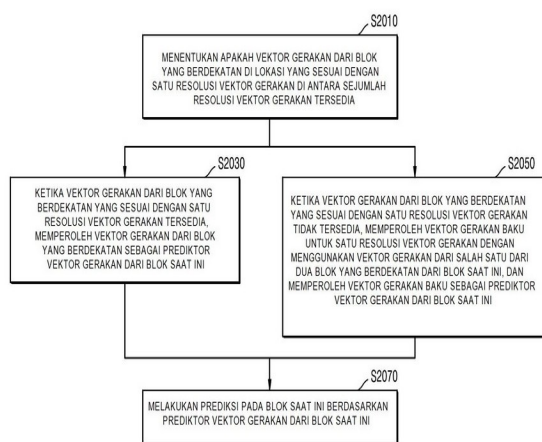 S2010
MENENTUKAN APAKAH VEKTOR GERAKAN DARI BLOK
YANG BERDEKATAN DI LOKASI YANG SESUAI DENGAN
SATU RESOLUSI VEKTOR GERAKAN DI ANTARA SEJUMLAH
RESOLUSI VEKTOR GERAKAN TERSEDIA
S2030
KETIKA VEKTOR GERAKAN DARI BLOK YANG
BERDEKATAN YANG SESUAI DENGAN SATU
RESOLUSI VEKTOR GERAKAN TERSEDIA,
MEMPEROLEH VEKTOR GERAKAN DARI BLOK
YANG BERDEKATAN SEBAGAI PREDIKTOR
VEKTOR GERAKAN DARI BLOK SAAT INI
S2050
KETIKA VEKTOR GERAKAN DARI BLOK YANG BERDEKATAN
YANG SESUAI DENGAN SATU RESOLUSI VEKTOR GERAKAN
TIDAK TERSEDIA, MEMPEROLEH VEKTOR GERAKAN BAKU
UNTUK SATU RESOLUSI VEKTOR GERAKAN DENGAN
MENGGUNAKAN VEKTOR GERAKAN DARI SALAH SATU DARI
DUA BLOK YANG BERDEKATAN DARI BLOK SAAT INI, DAN
MEMPEROLEH VEKTOR GERAKAN BAKU SEBAGAI PREDIKTOR
VEKTOR GERAKAN DARI BLOK SAAT INI
S2070
MELAKUKAN PREDIKSI PADA BLOK SAAT INI BERDASARKAN
PREDIKTOR VEKTOR GERAKAN DARI BLOK SAAT INI